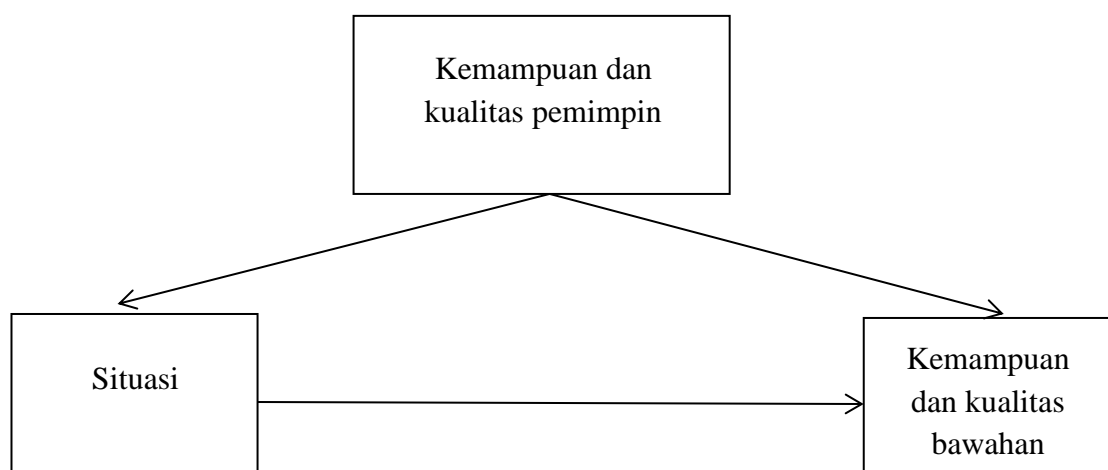 Kemampuan dan
kualitas pemimpin
Situasi
Kemampuan
dan kualitas
bawahan